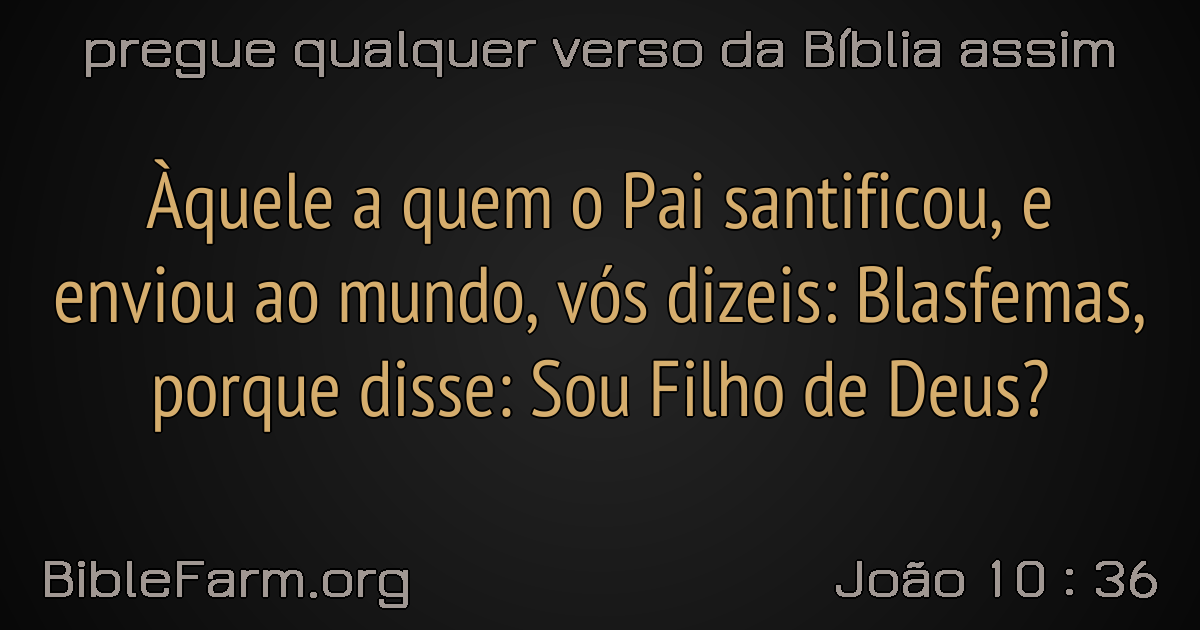 pregue qualquer verso da Bíblia assim
Àquele a quem o Pai santificou, e
enviou ao mundo, vós dizeis: Blasfemas,
porque disse: Sou Filho de Deus?
BibleFarm.org
João 10 : 36